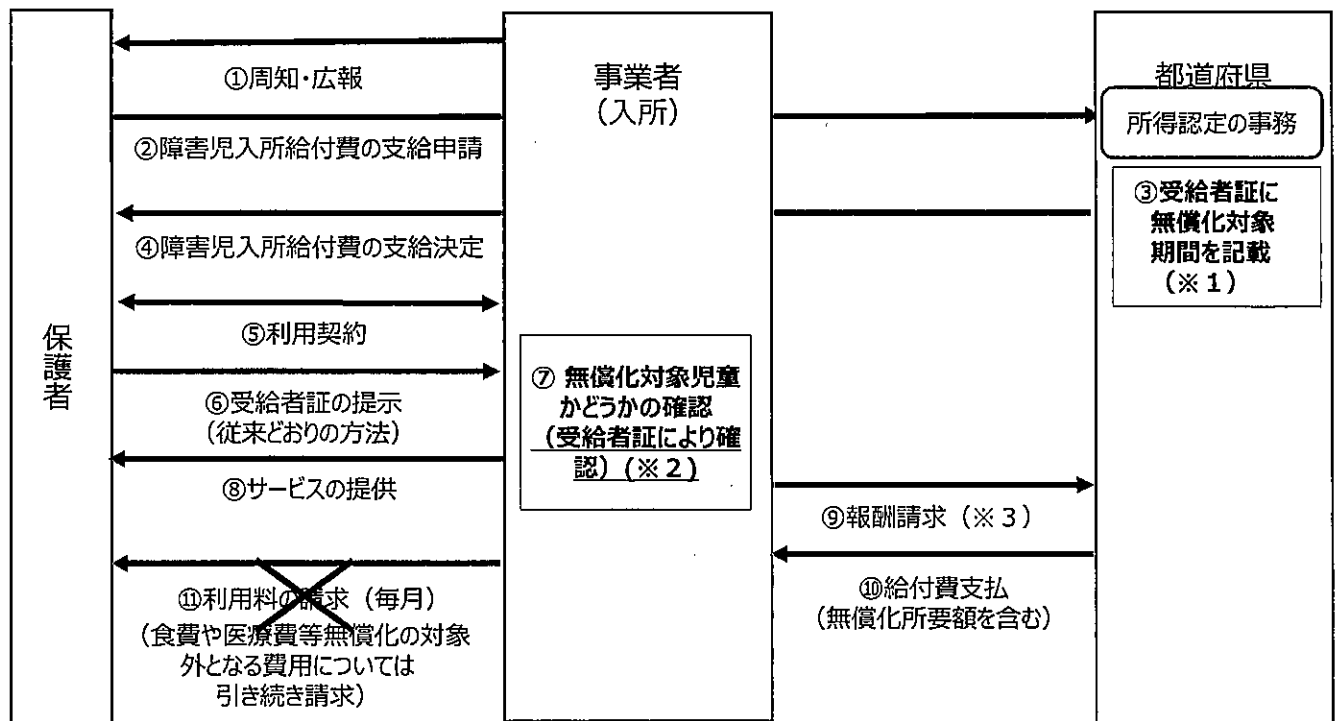 ①周知・広報
事業者
（入所）
都道府県
所得認定の事務
②障害児入所給付費の支給申請
③受給者証に
無償化対象
期間を記載
（※１）
④障害児入所給付費の支給決定
⑤利用契約
保護者
⑦ 無償化対象児童
かどうかの確認
（受給者証により確
認）（※２）
⑥受給者証の提示
（従来どおりの方法）
⑧サービスの提供
⑨報酬請求（※３）
⑩給付費支払
（無償化所要額を含む）
⑪利用料の請求（毎月）
（食費や医療費等無償化の対象
外となる費用については
引き続き請求）